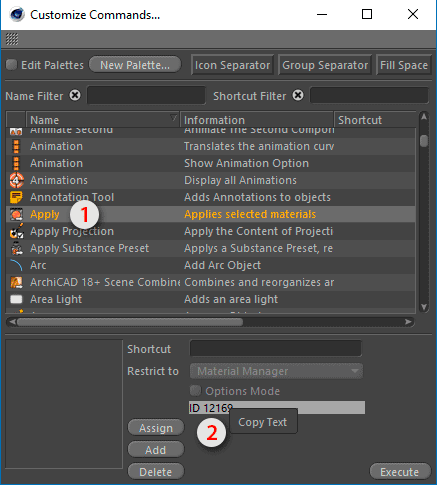 Customize Commands...
Edit Palettes New Palette... Icon Separator Group Separator Fill Space
Name Filter Shortcut Filter
Name Information Shortcut
Animate Second Animate The Second Compor
Animation Translates the animation curv
Animation Show Animation Option
Animations Display all Animations
Annotation Tool Adds Annotations to objects
Apply 1 Applies selected materials
Apply Projection Apply the Content of Projecti
Apply Substance Preset Applys a Substance Preset, re
Arc Add Arc Object
ArchiCAD 18+ Scene Combine Combines and reorganizes ar
Area Light Adds an area light
Shortcut
Restrict to Material Manager
Options Mode
ID 12169
Copy Text
Assign 2
Add
Delete Execute